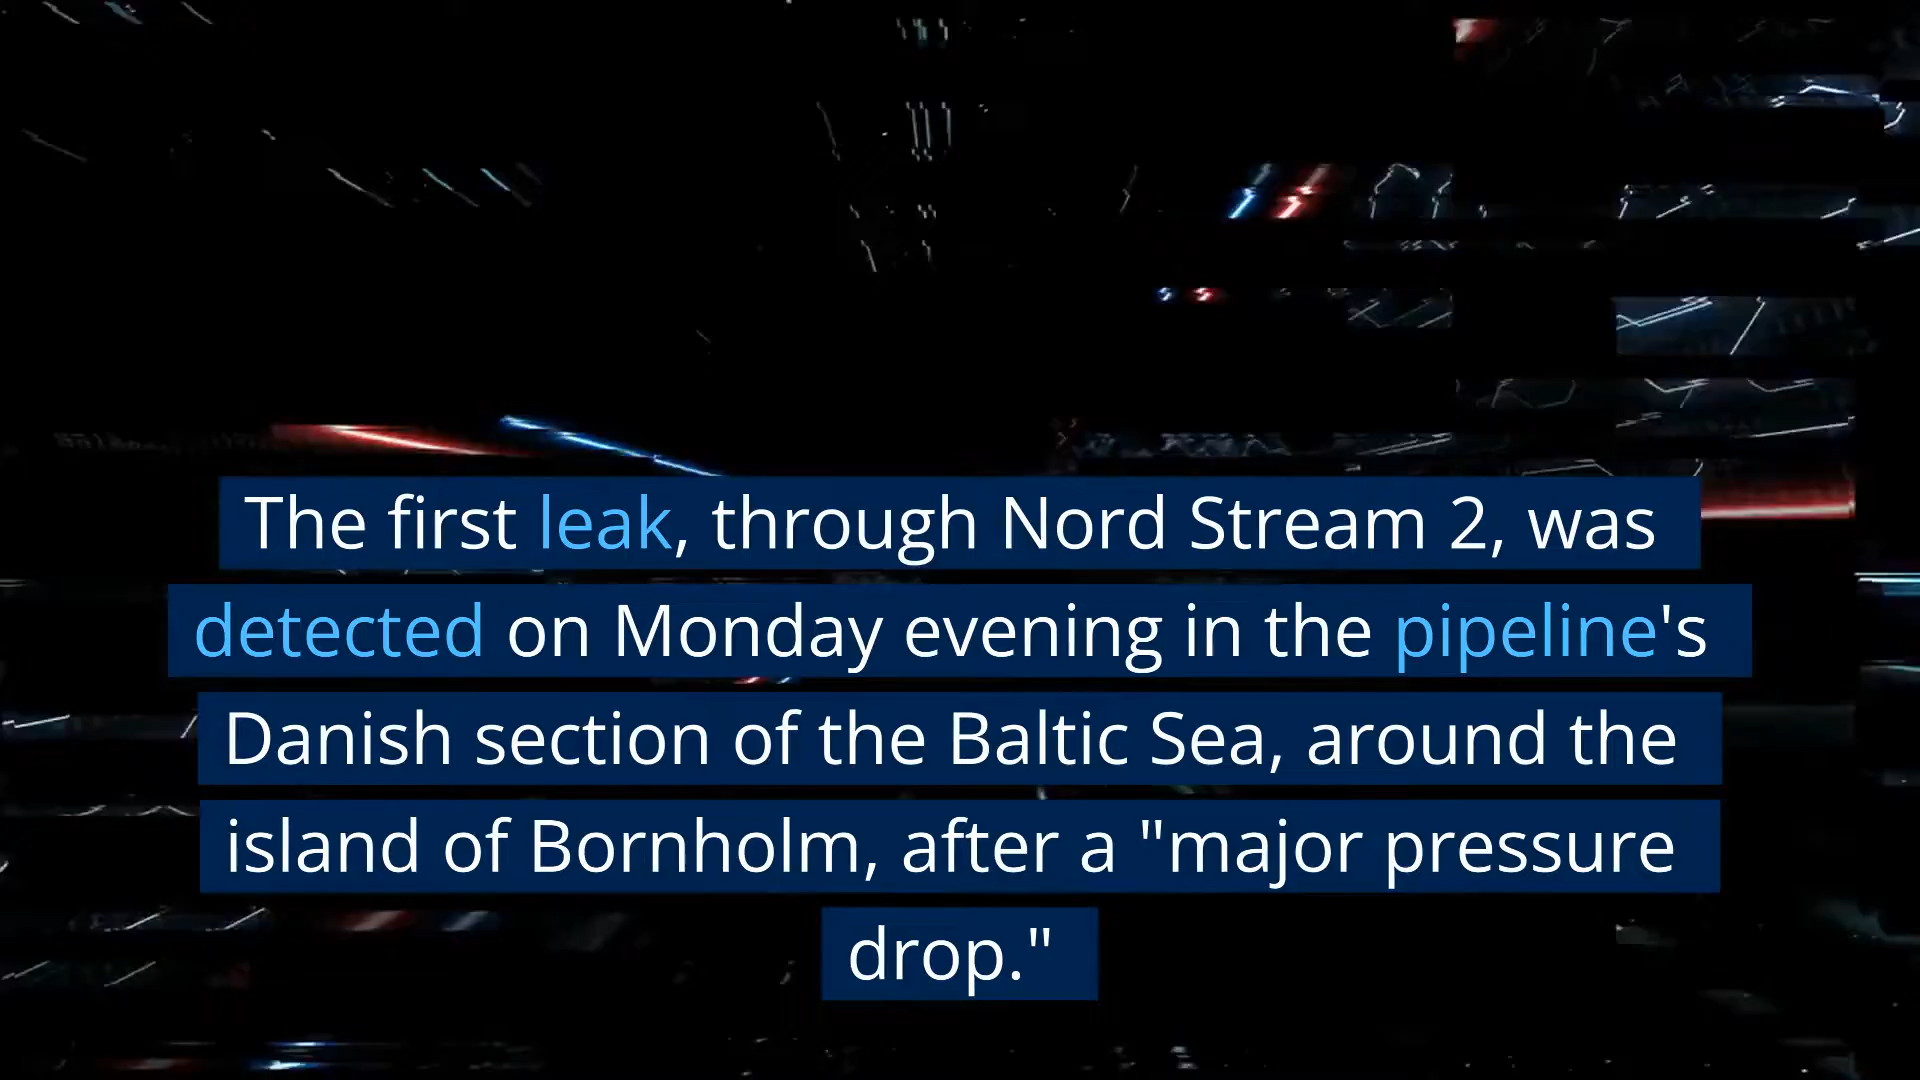 The first leak, through Nord Stream 2, was
detected on Monday evening in the pipeline's
Danish section of the Baltic Sea, around the
island of Bornholm, after a "major pressure
drop."